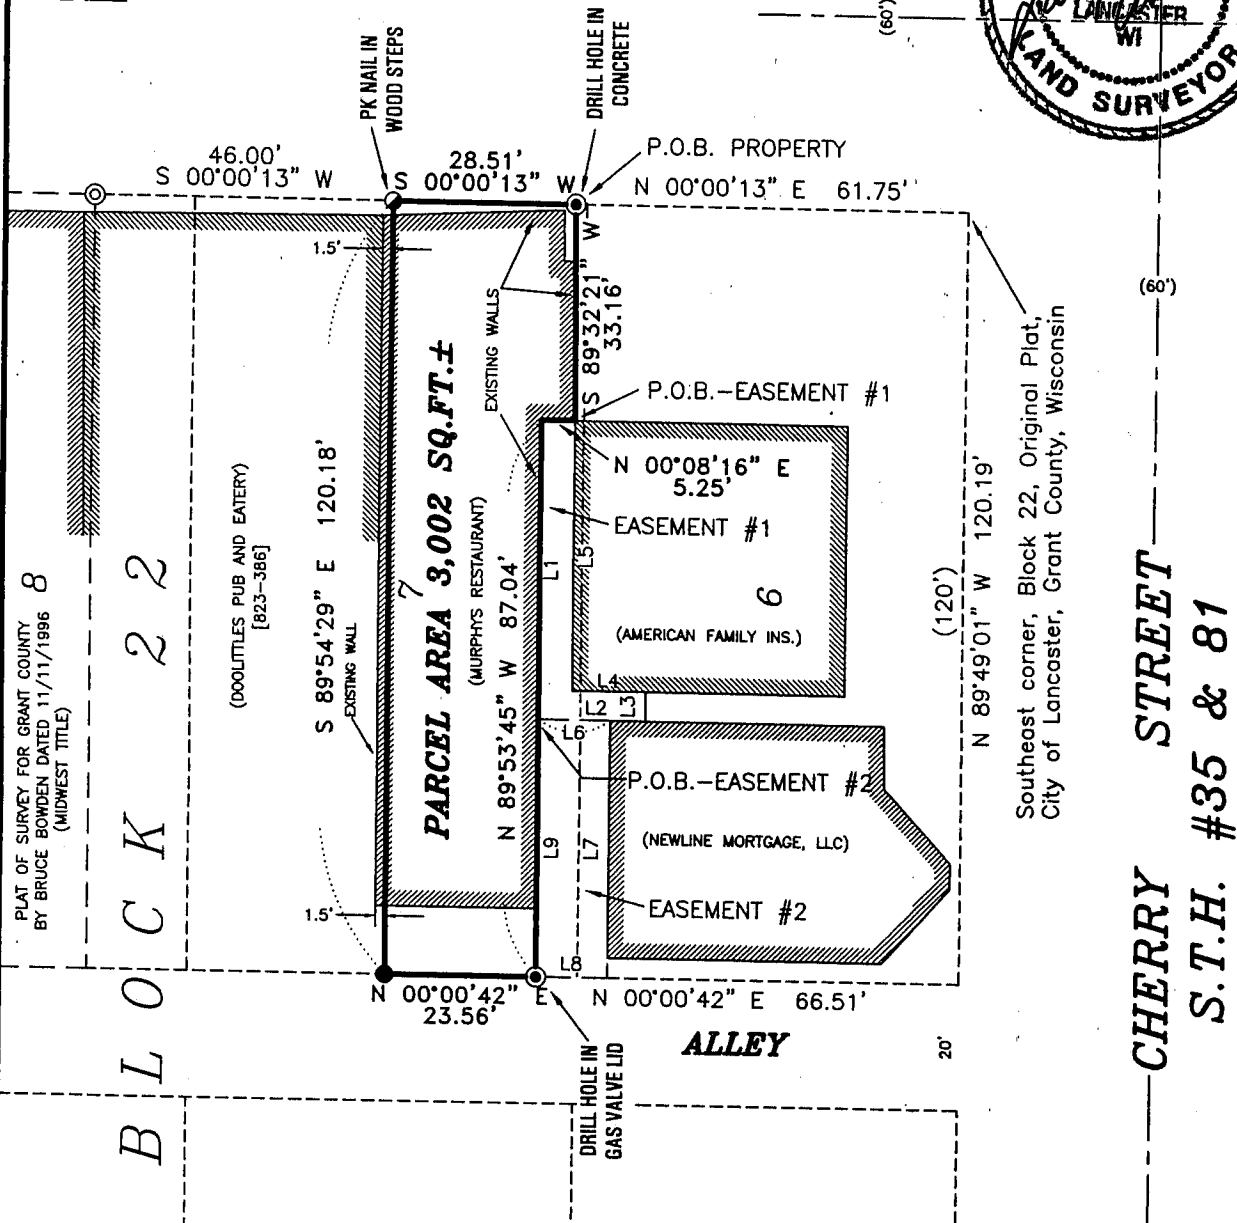 LANCASTER
WI
LAND SURVEYOR
(60')
PK NAIL IN
WOOD STEPS
DRILL HOLE IN
CONCRETE
P.O.B. PROPERTY
46.00'
S 00°00'13" W
28.51'
S 00°00'13" W
N 00°00'13" E 61.75'
1.5'
EXISTING WALLS
S 89°32'21" W
33.16'
(60')
P.O.B.-EASEMENT #1
N 00°08'16" E
5.25'
EASEMENT #1
L1
L5
6
(AMERICAN FAMILY INS.)
L4
L2
L3
L6
PARCEL AREA 3,002 SQ.FT.±
7
(MURPHYS RESTAURANT)
N 89°53'45" W 87.04'
S 89°54'29" E 120.18'
EXISTING WALL
(DOOLITTLES PUB AND EATERY)
[823-386]
BLOCK 22
PLAT OF SURVEY FOR GRANT COUNTY
BY BRUCE BOWDEN DATED 11/11/1996
(MIDWEST TITLE)
8
(120')
N 89°49'01" W 120.19'
Southeast corner, Block 22, Original Plat,
City of Lancaster, Grant County, Wisconsin
P.O.B.-EASEMENT #2
(NEWLINE MORTGAGE, LLC)
L9
L7
EASEMENT #2
1.5'
L8
N 00°00'42" E
23.56'
N 00°00'42" E 66.51'
ALLEY
20'
DRILL HOLE IN
GAS VALVE LID
CHERRY STREET
S.T.H. #35 & 81